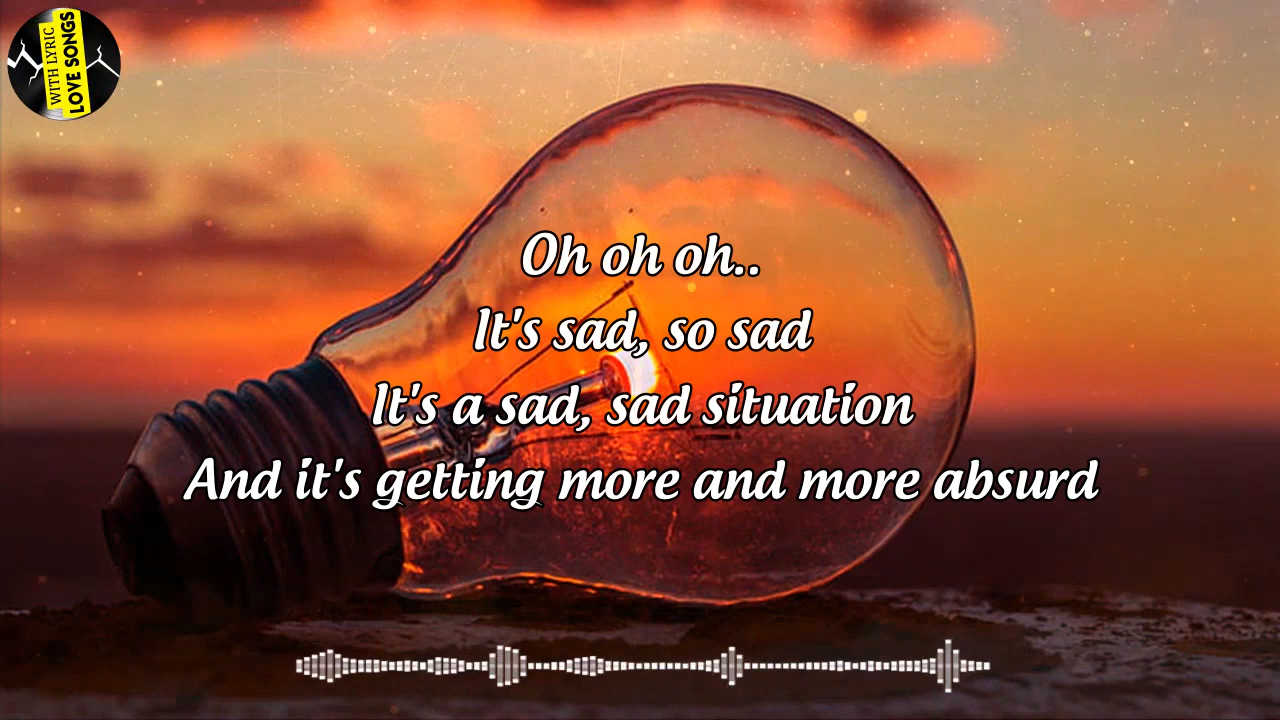 WITH LYRIC
LOVE SONGS
Oh oh oh..
It's sad, so sad
It's a sad, sad situation
And it's getting more and more absurd